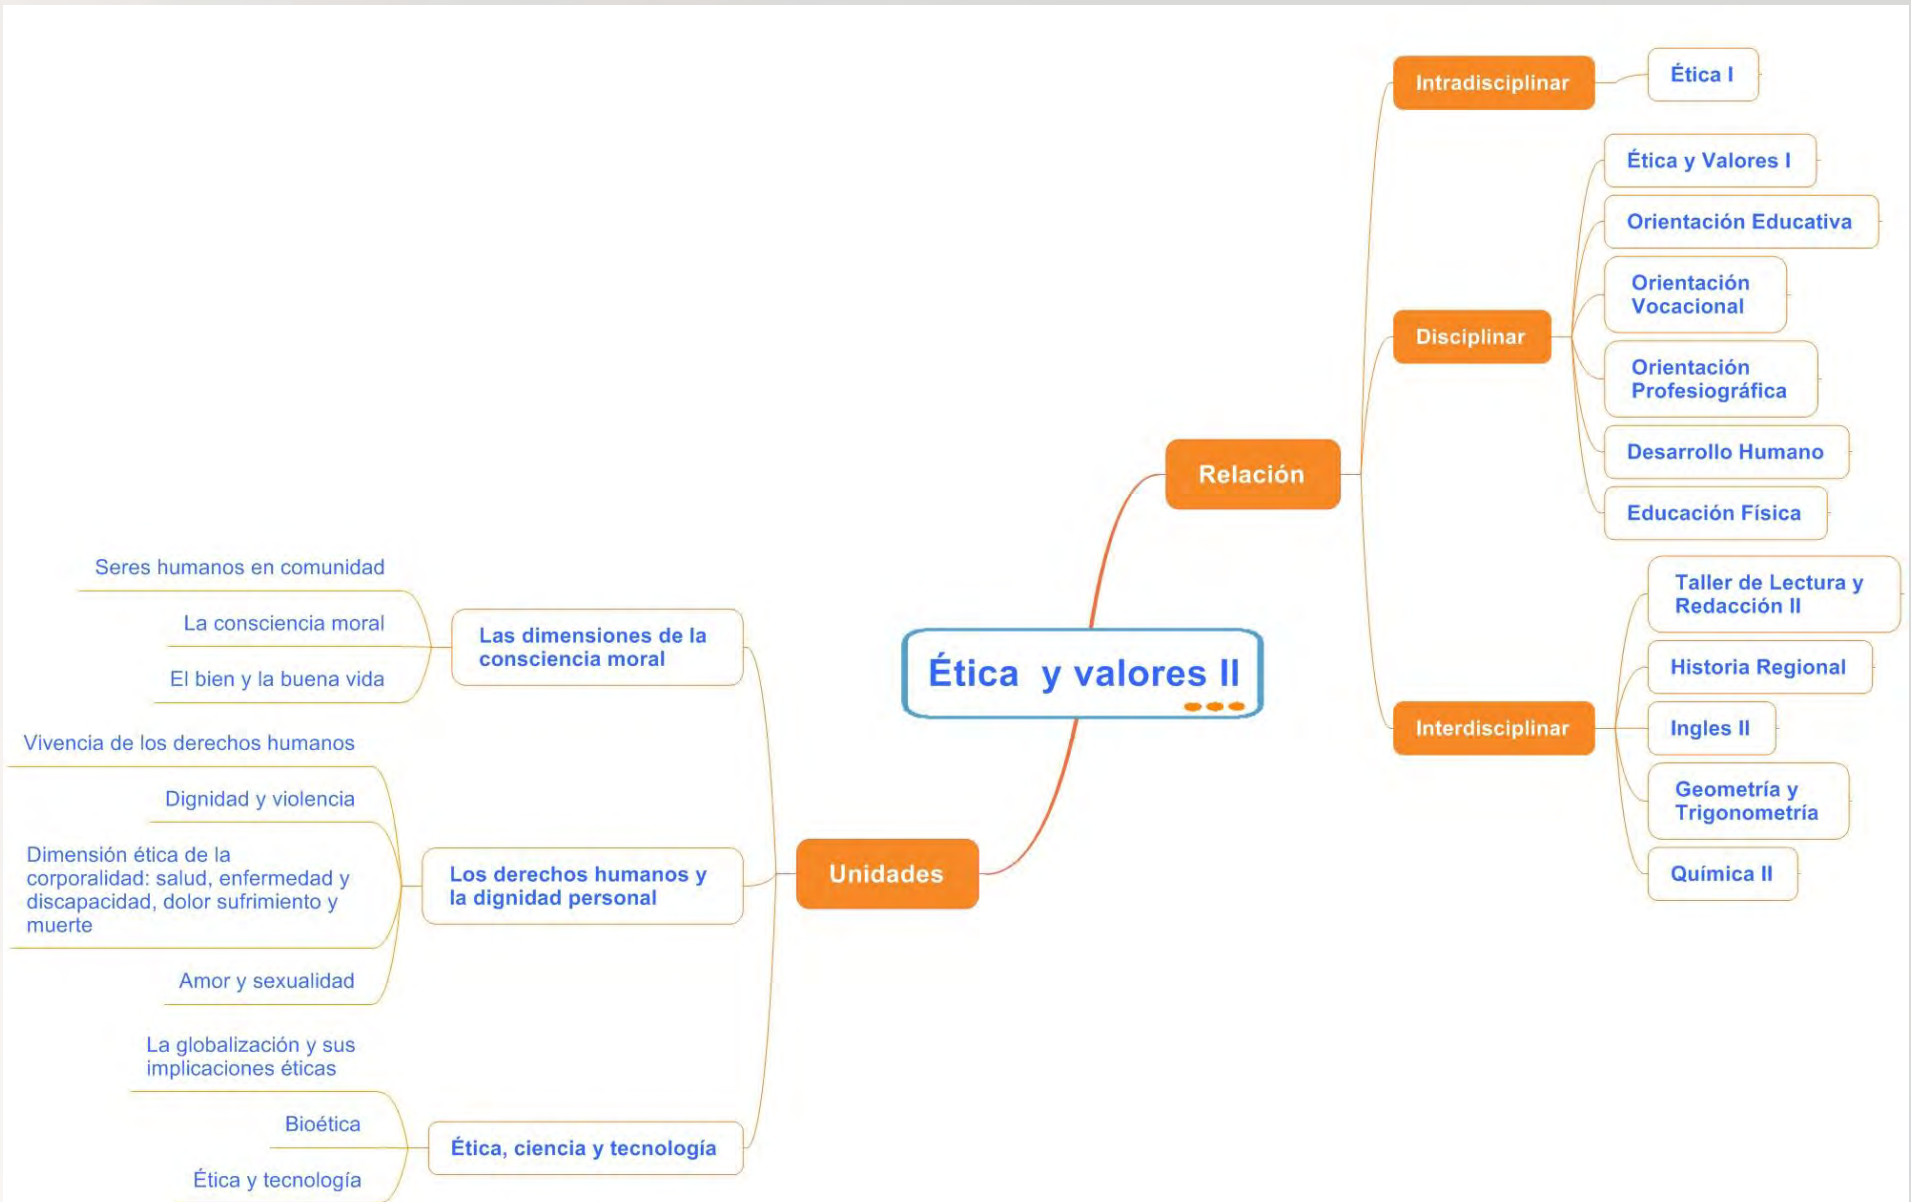 Ética y valores II
Relación
Intradisciplinar
Ética I
Disciplinar
Ética y Valores I
Orientación Educativa
Orientación
Vocacional
Orientación
Profesiográfica
Desarrollo Humano
Educación Física
Interdisciplinar
Taller de Lectura y
Redacción II
Historia Regional
Ingles II
Geometría y
Trigonometría
Química II
Unidades
Las dimensiones de la
consciencia moral
Seres humanos en comunidad
La consciencia moral
El bien y la buena vida
Los derechos humanos y
la dignidad personal
Vivencia de los derechos humanos
Dignidad y violencia
Dimensión ética de la
corporalidad: salud, enfermedad y
discapacidad, dolor sufrimiento y
muerte
Amor y sexualidad
Ética, ciencia y tecnología
La globalización y sus
implicaciones éticas
Bioética
Ética y tecnología